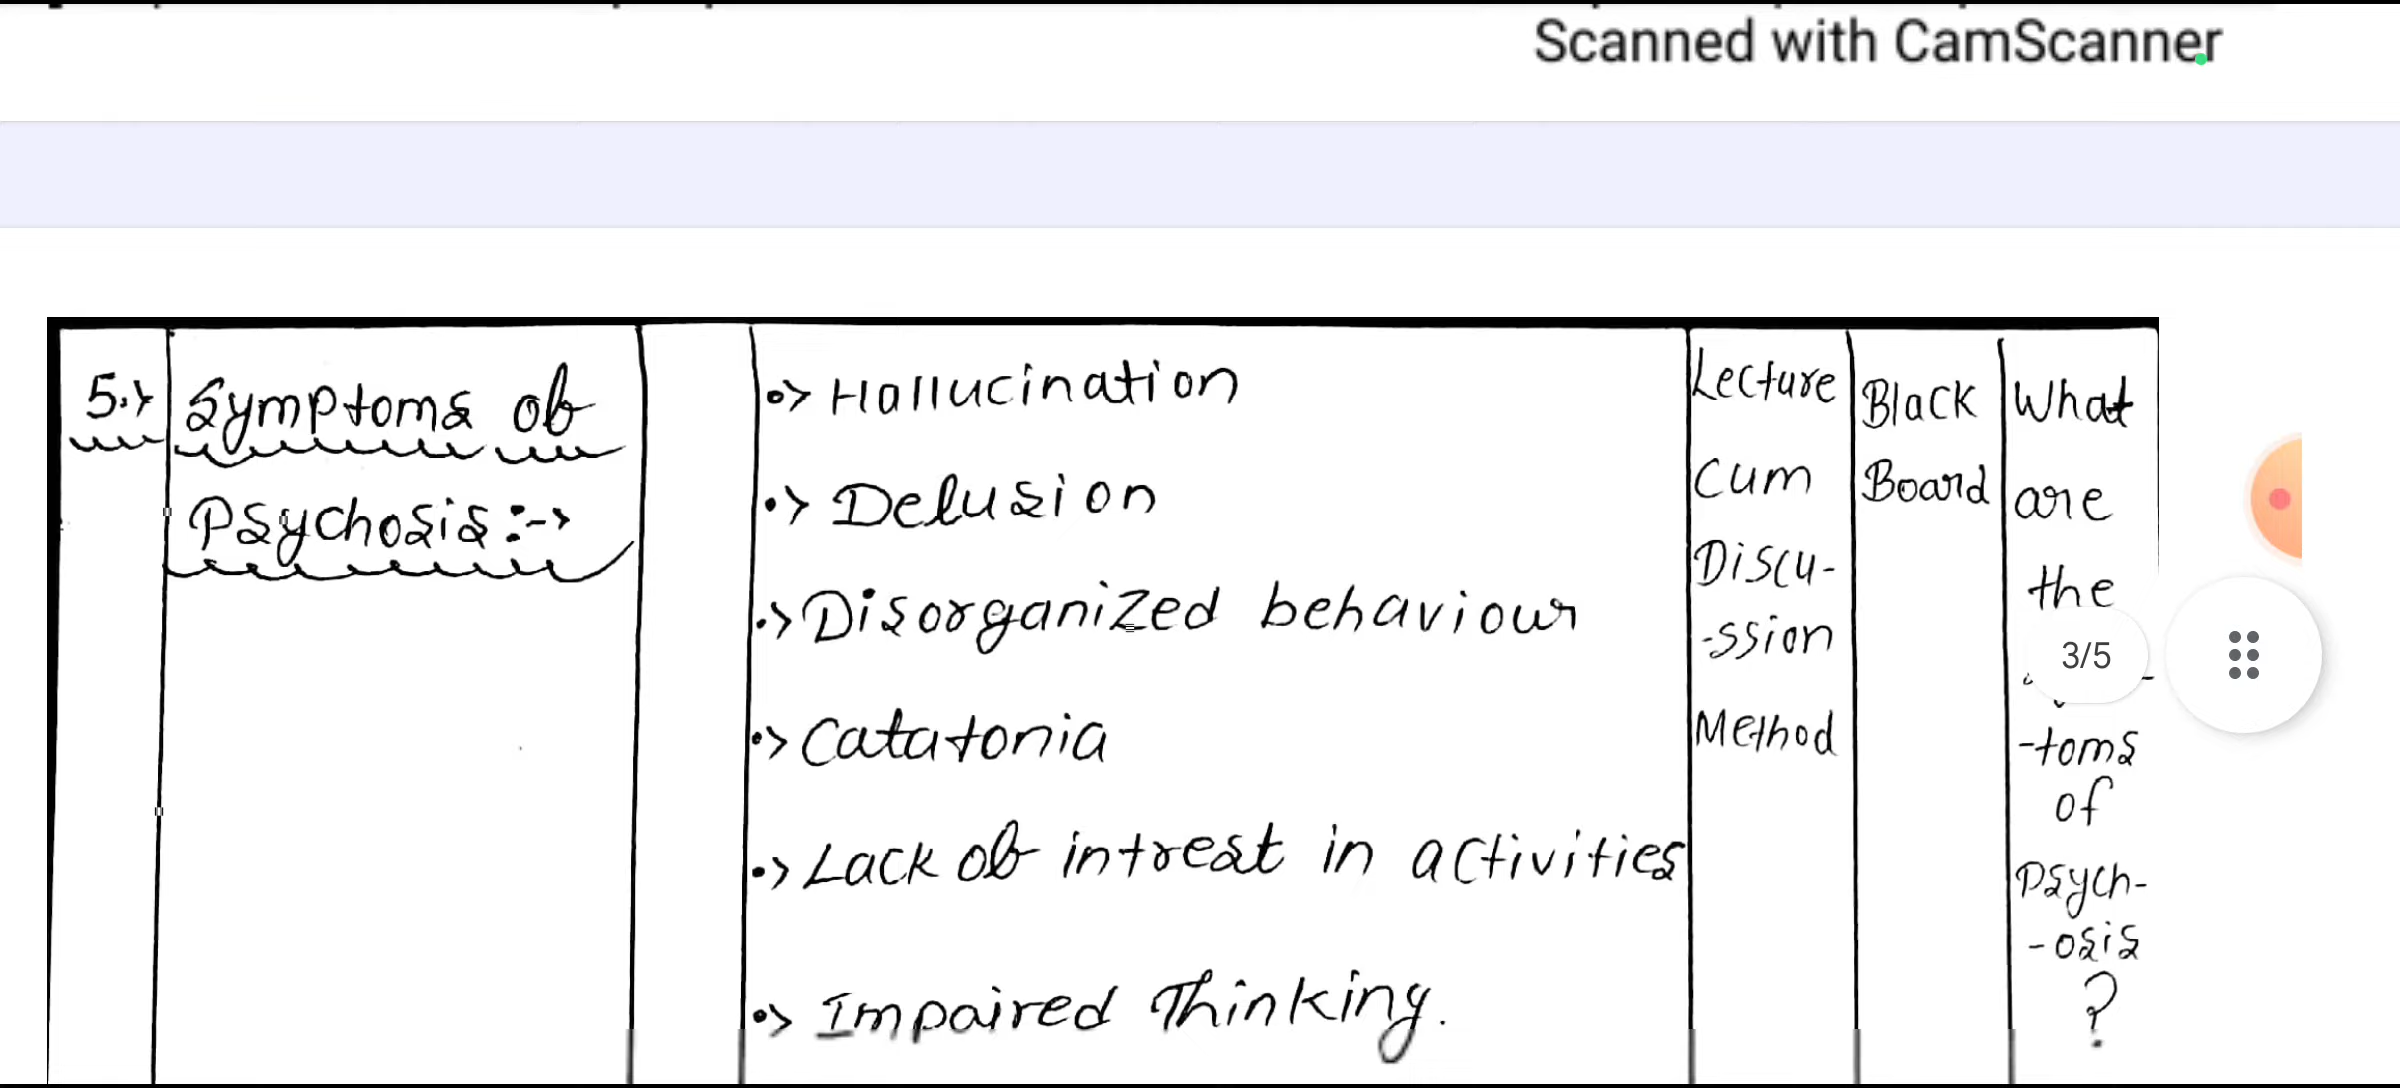 Scanned with CamScanner
5.> Symptoms of
Psychosis :->
.> Hallucination
.> Delusion
.> Disorganized behaviour
.> Catatonia
.> Lack of intrest in activities
.> Impaired Thinking.
Lecture
Cum
Discu-
-ssion
Method
Black
Board
What
are
the
-toms
of
Psych-
-osis
?
3/5